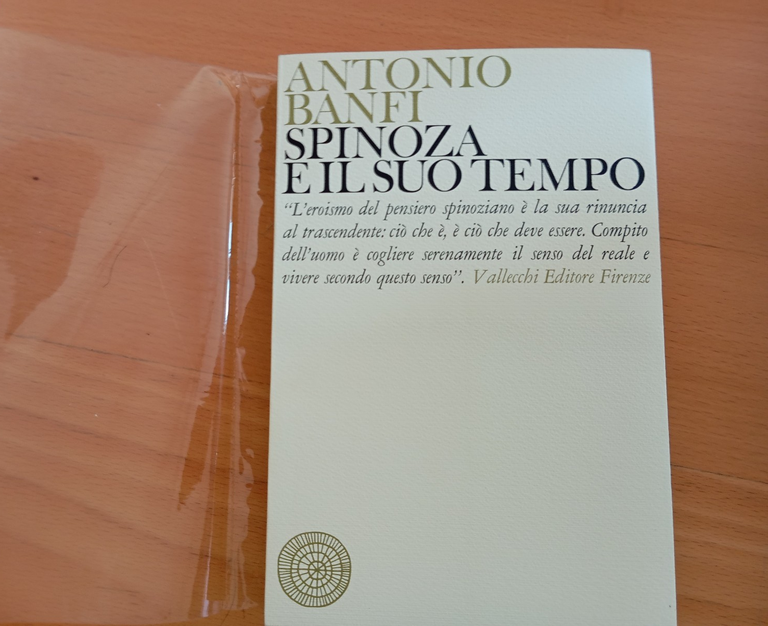 ANTONIO
BANFI
SPINOZA
E IL SUO TEMPO
“L'eroismo del pensiero spinoziano è la sua rinuncia
al trascendente: ciò che è, è ciò che deve essere. Compito
dell'uomo è cogliere serenamente il senso del reale e
vivere secondo questo senso”. Vallecchi Editore Firenze